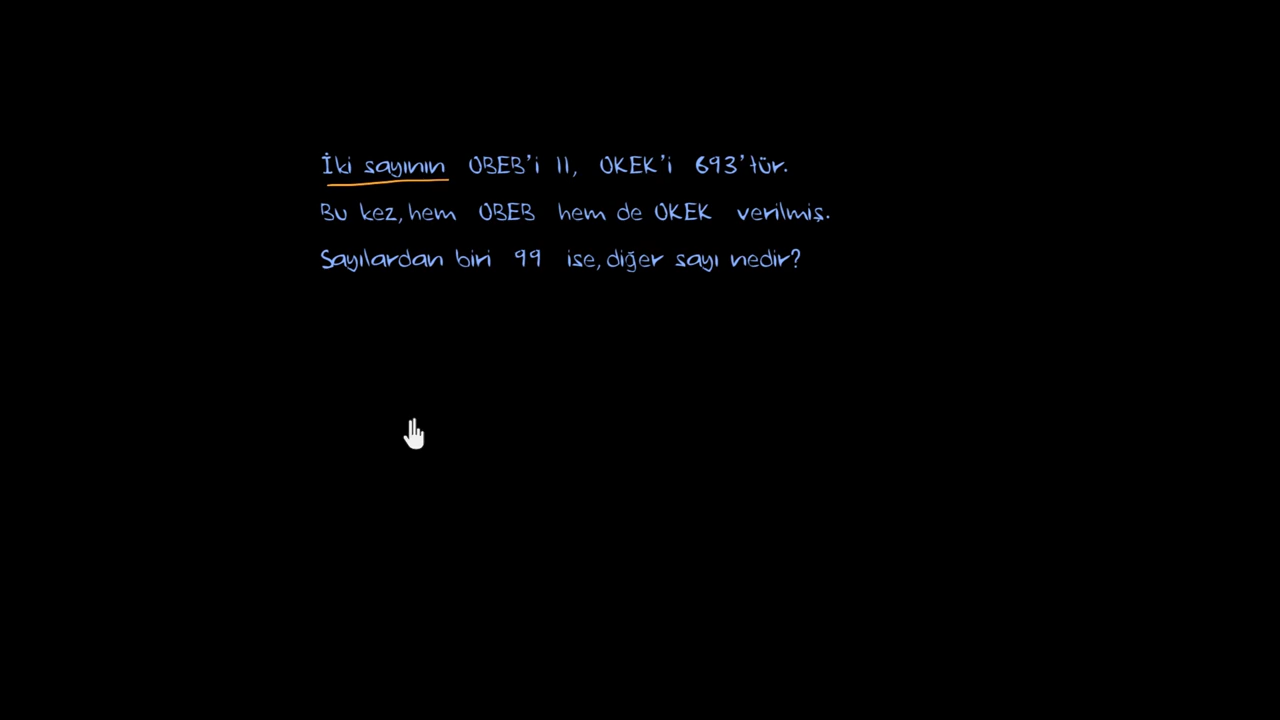 İki sayının OBEB'i 11, OKEK'i 693'tür.
Bu kez, hem OBEB hem de OKEK verilmiş.
Sayılardan biri 99 ise, diğer sayı nedir?